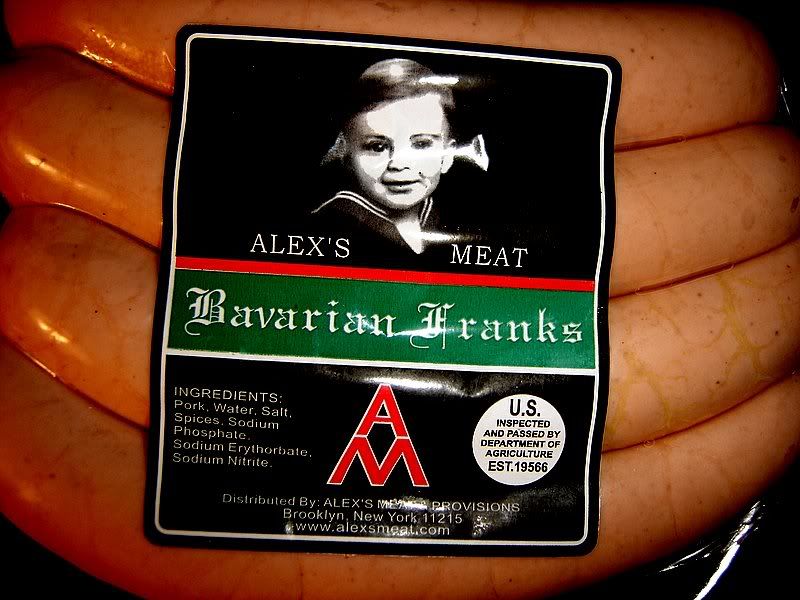 ALEX'S MEAT
Bavarian Franks
INGREDIENTS:
Pork, Water, Salt,
Spices, Sodium
Phosphate,
Sodium Erythorbate,
Sodium Nitrite.
AM
U.S.
INSPECTED
AND PASSED BY
DEPARTMENT OF
AGRICULTURE
EST.19566
Distributed By: ALEX'S MEAT & PROVISIONS
Brooklyn, New York 11215
www.alexsmeat.com